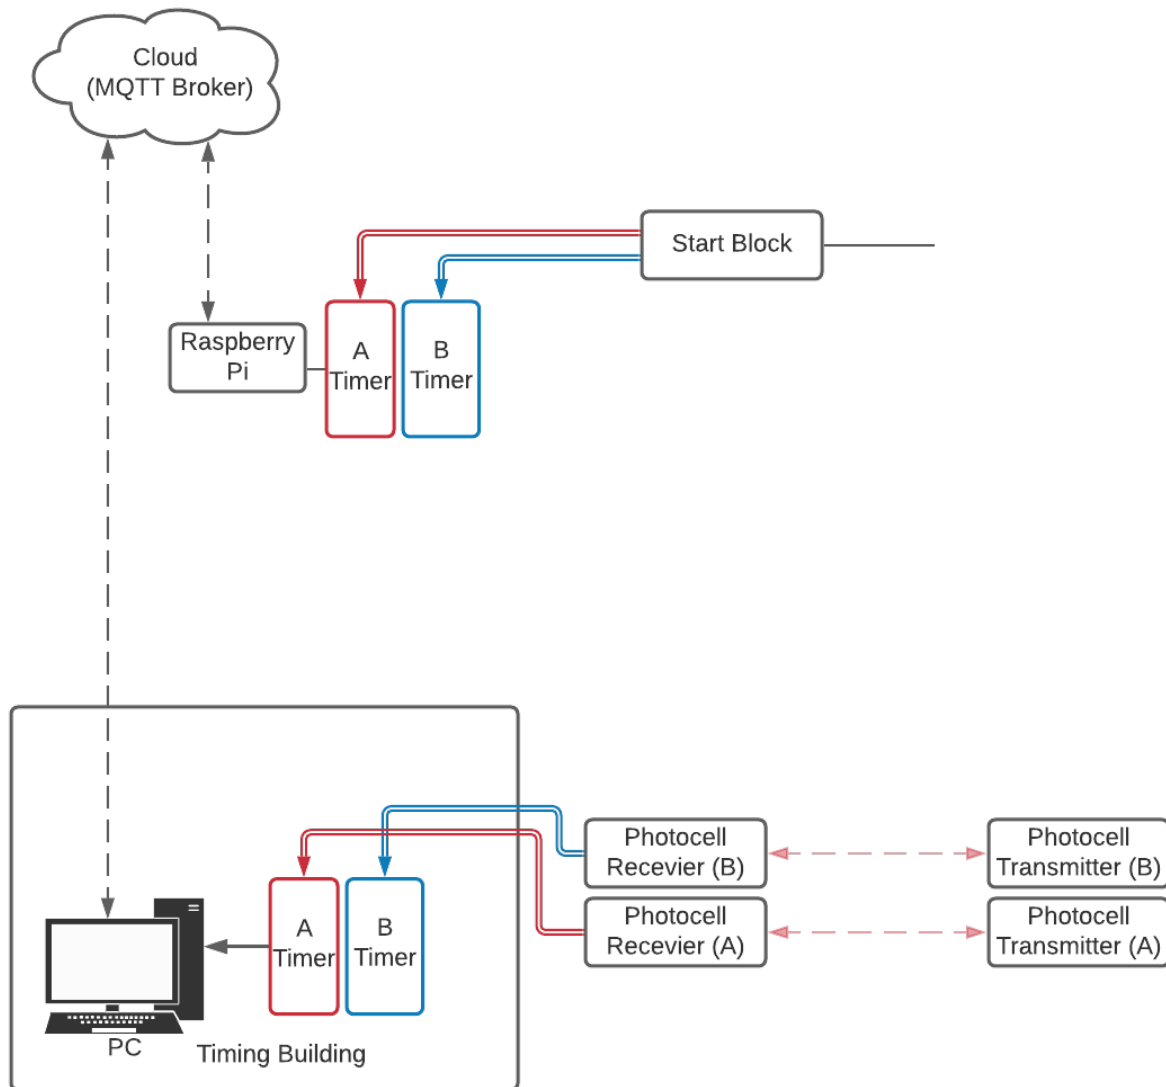 Cloud
(MQTT Broker)
Start Block
Raspberry
Pi
A
Timer
B
Timer
Photocell
Recevier (B)
Photocell
Transmitter (B)
Photocell
Recevier (A)
Photocell
Transmitter (A)
A
Timer
B
Timer
PC
Timing Building